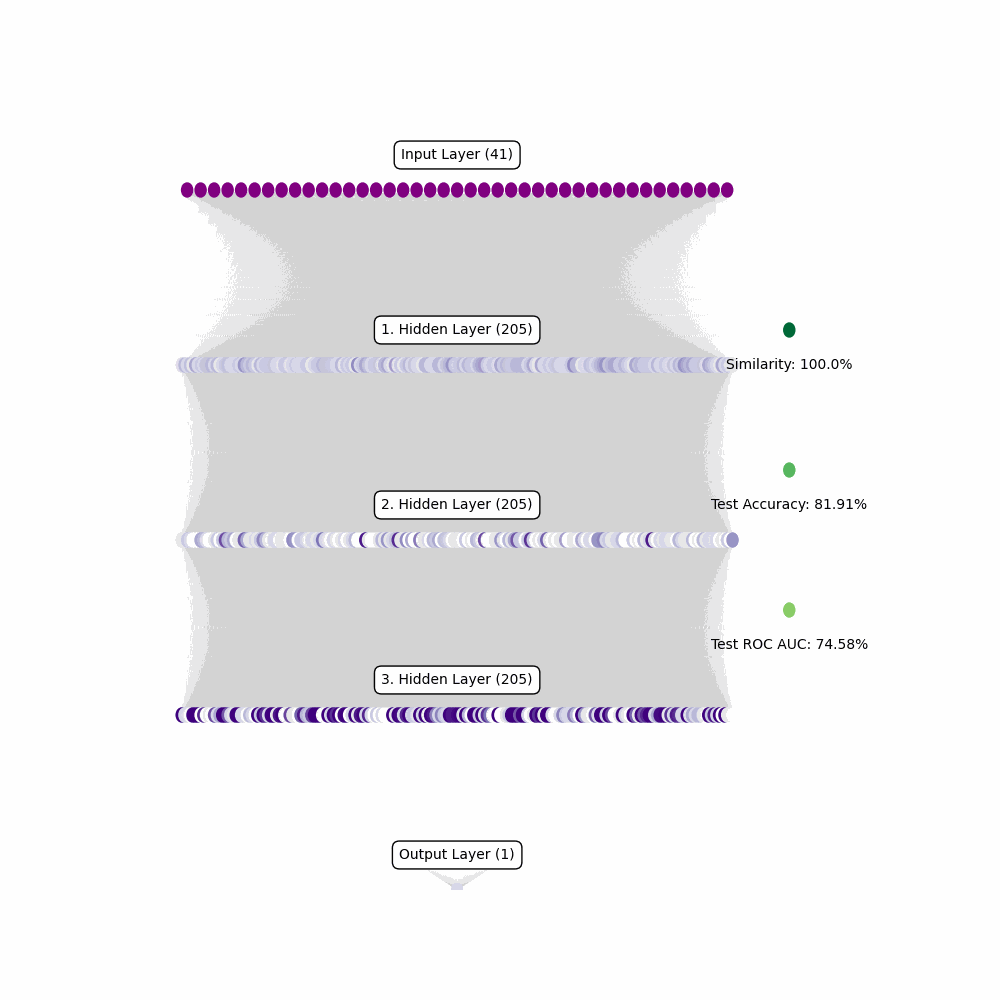 Input Layer (41)
1. Hidden Layer (205)
Similarity: 100.0%
2. Hidden Layer (205)
Test Accuracy: 81.91%
Test ROC AUC: 74.58%
3. Hidden Layer (205)
Output Layer (1)